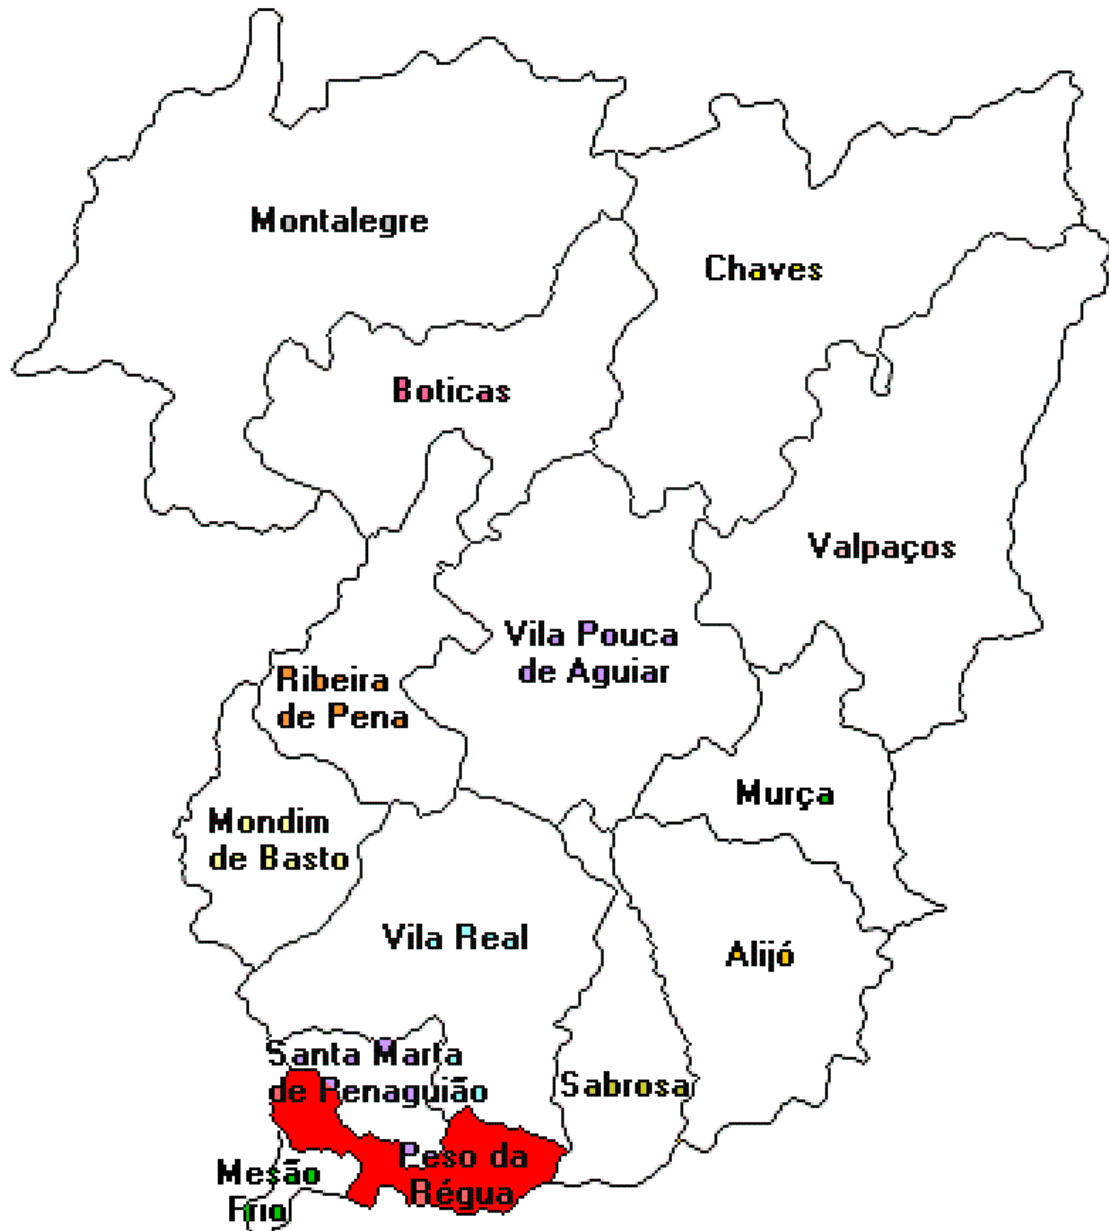 Montalegre
Chaves
Boticas
Valpaços
Vila Pouca
de Aguiar
Ribeira
de Pena
Murça
Mondim
de Basto
Vila Real
Alijó
Santa Marta
de Penaguião
Sabrosa
Peso da
Régua
Mesão
Frio